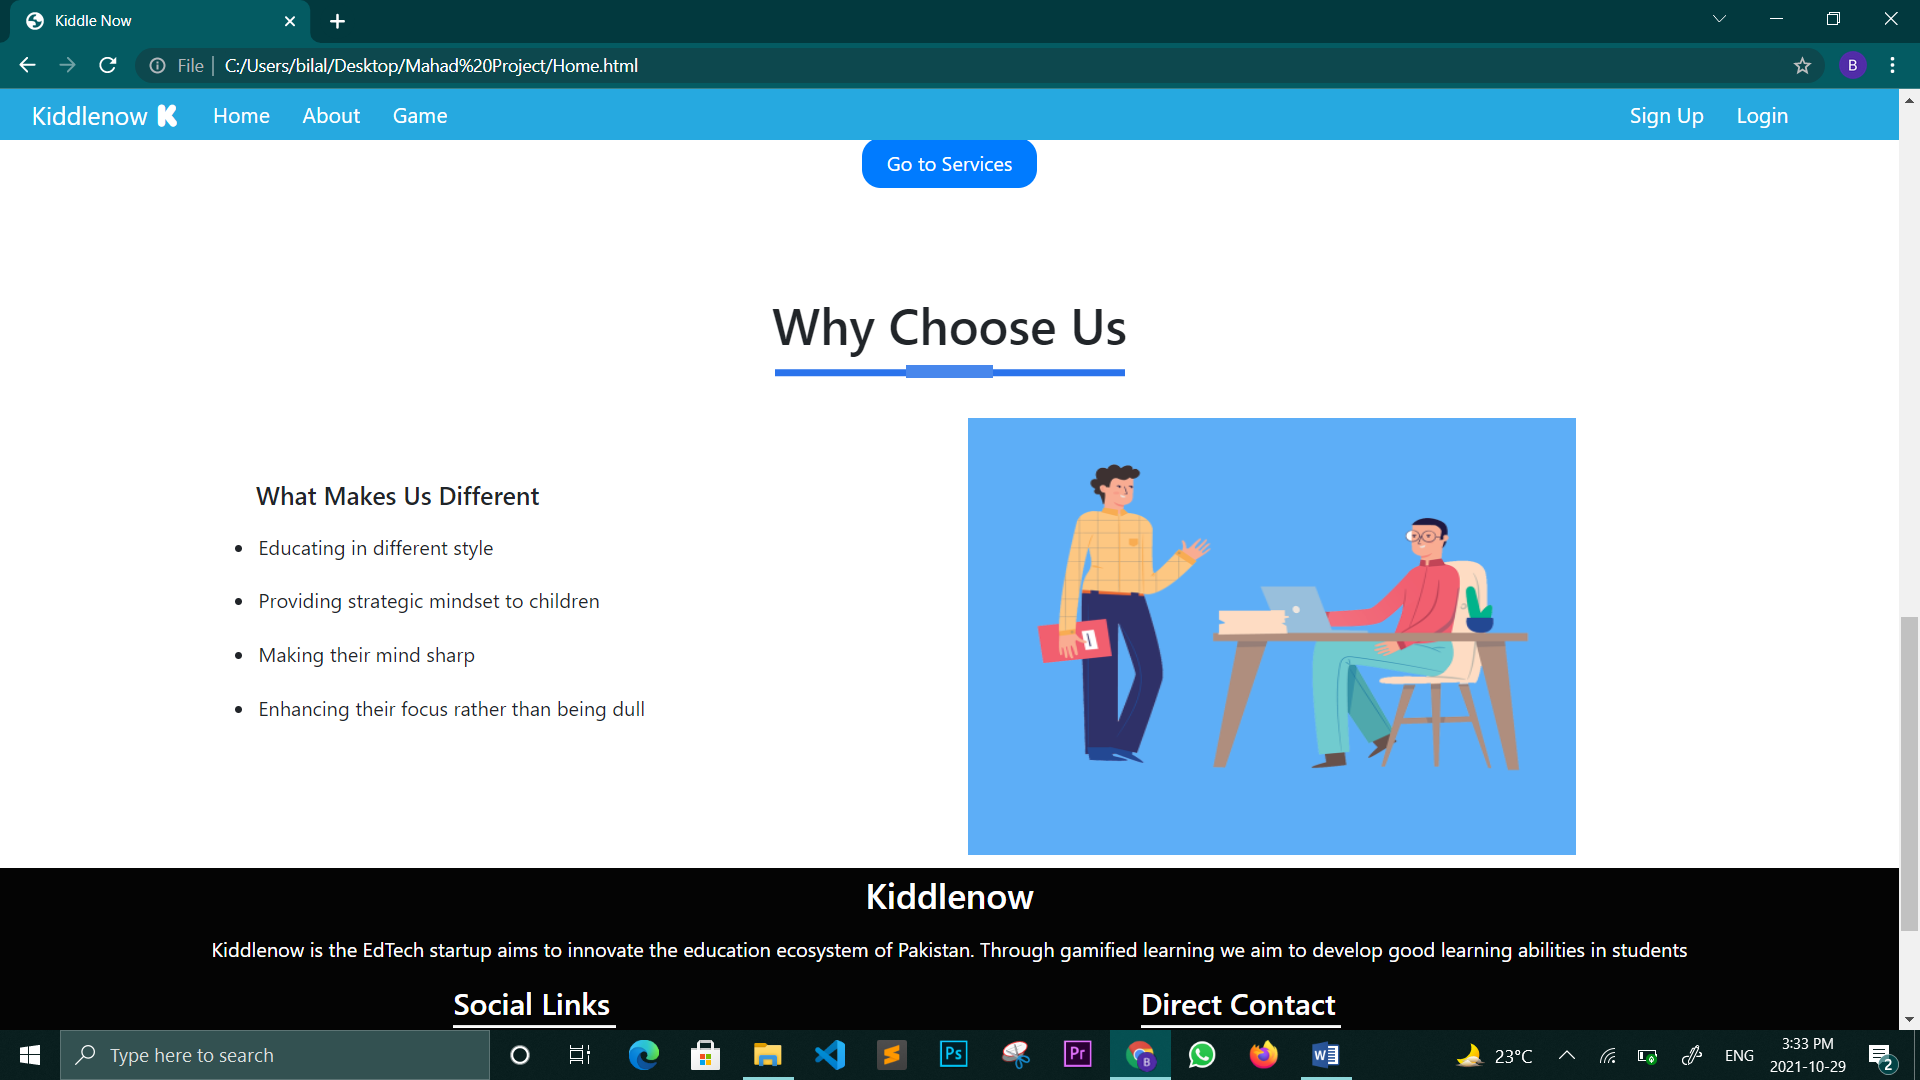 Kiddle Now
File
C:/Users/bilal/Desktop/Mahad%20Project/Home.html
B
Kiddlenow K Home About Game Sign Up Login
Go to Services
Why Choose Us
What Makes Us Different
Educating in different style
Providing strategic mindset to children
Making their mind sharp
Enhancing their focus rather than being dull
Kiddlenow
Kiddlenow is the EdTech startup aims to innovate the education ecosystem of Pakistan. Through gamified learning we aim to develop good learning abilities in students
Social Links Direct Contact
Type here to search
Ps
Pr
B
W
23°C
ENG
3:33 PM
2021-10-29
2